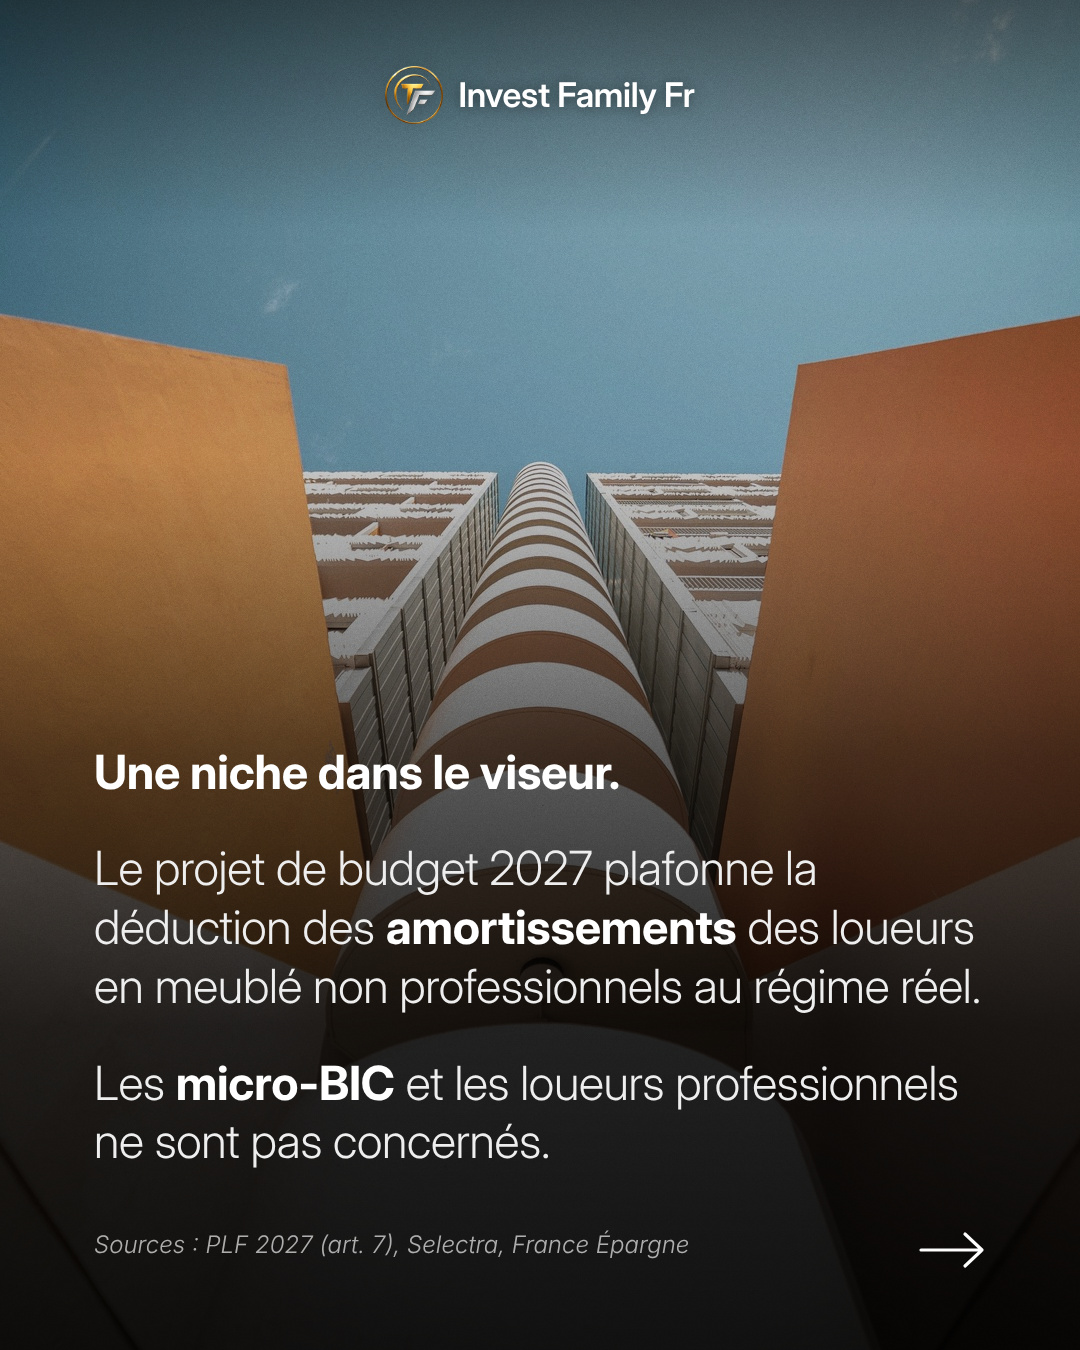 Invest Family Fr
Une niche dans le viseur.
Le projet de budget 2027 plafonne la
déduction des amortissements des loueurs
en meublé non professionnels au régime réel.
Les micro-BIC et les loueurs professionnels
ne sont pas concernés.
Sources : PLF 2027 (art. 7), Selectra, France Épargne